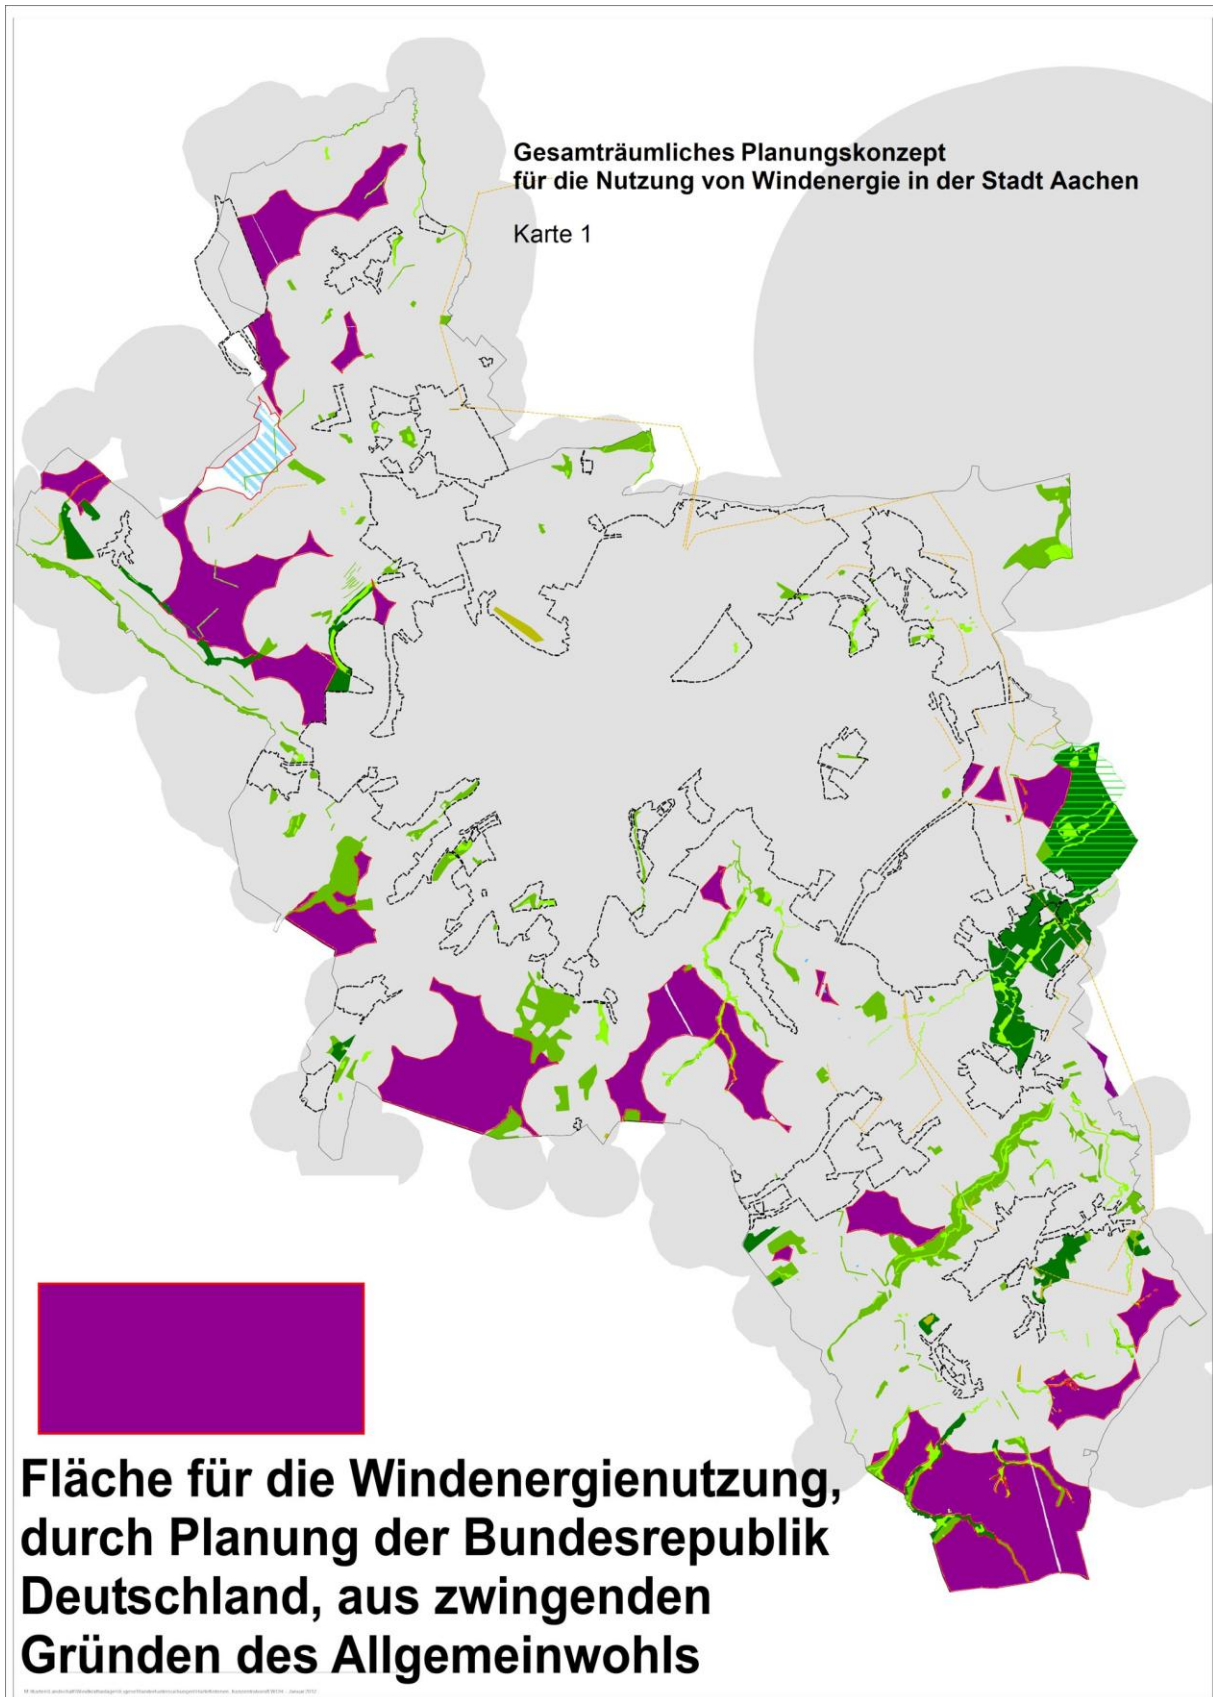 Gesamträumliches Planungskonzept
für die Nutzung von Windenergie in der Stadt Aachen
Karte 1
Fläche für die Windenergienutzung,
durch Planung der Bundesrepublik
Deutschland, aus zwingenden
Gründen des Allgemeinwohls